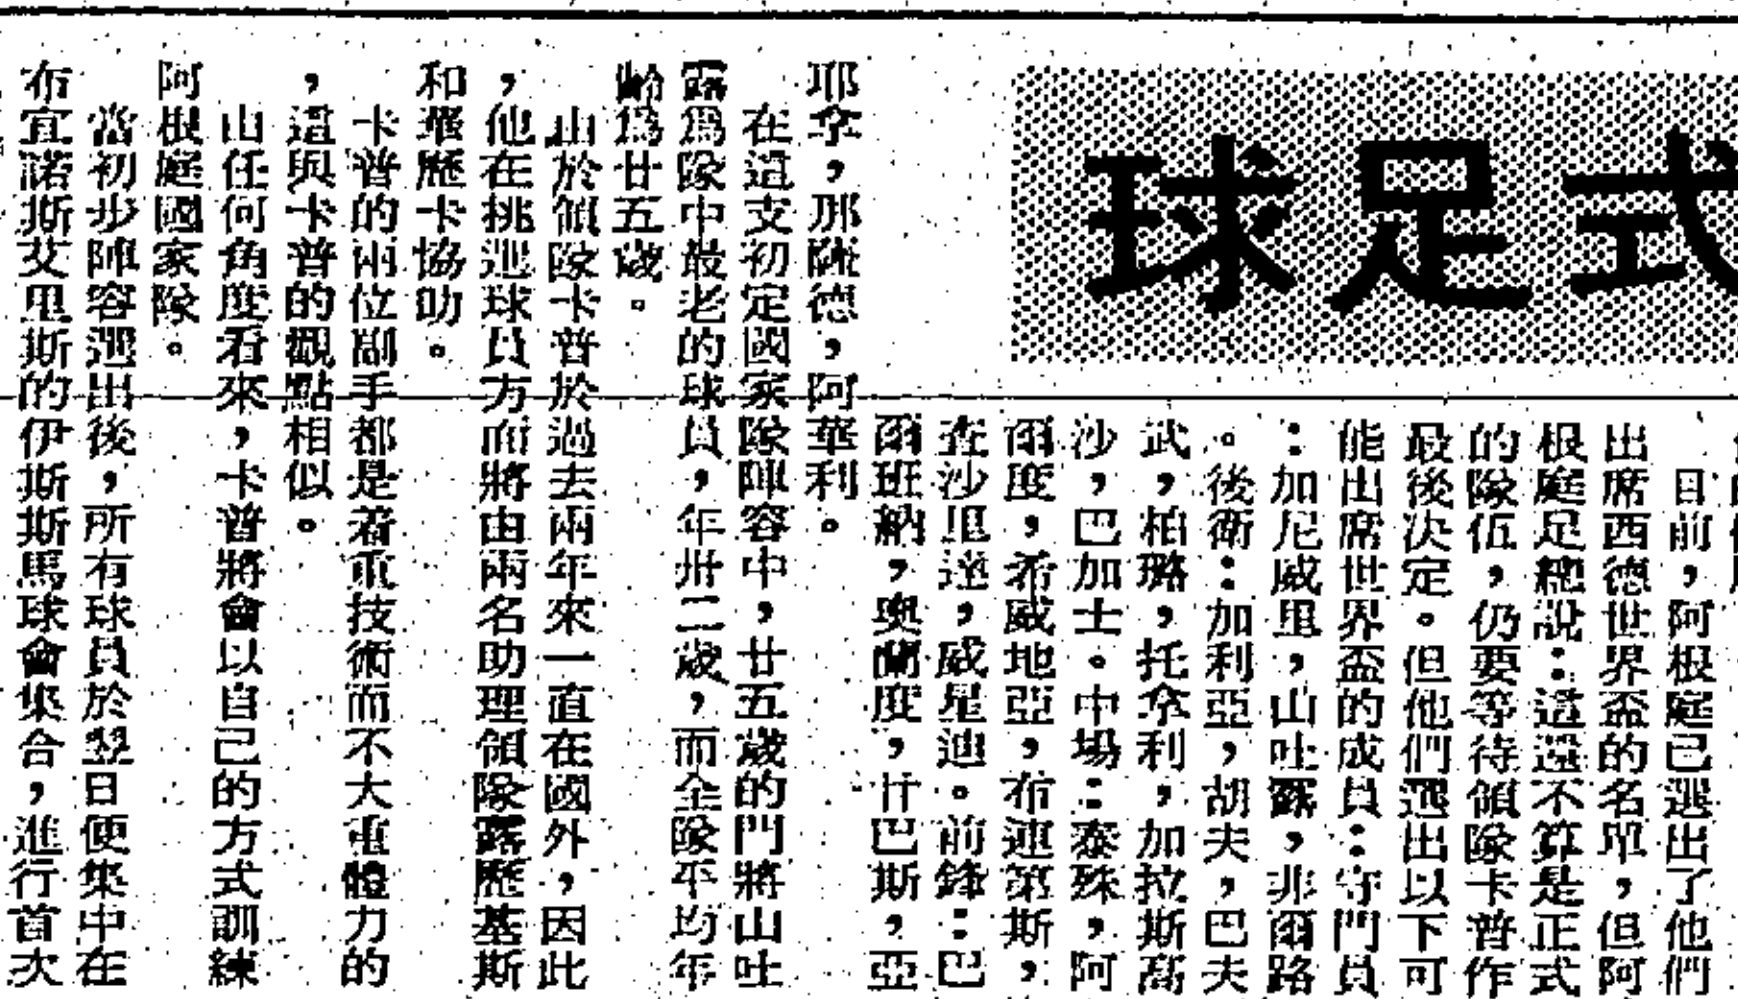 式足球
日前，阿根庭已選出了他們
出席西德世界盃的名單，但阿
根庭足總說：這還不算是正式
的隊伍，仍要等待領隊卡普作
最後决定。但他們選出以下可
能出席世界盃的成員：守門員
：加尼威里，山吐露，非爾路
。後衛：加利亞，胡夫，巴夫
武，柏璐，托拿利，加拉斯高
沙，巴加士。中場：泰殊，阿
爾度，希威地亞，布連第斯，
查沙里達，威星迪。前鋒：巴
爾班納，奧蘭度，巴斯，亞
耶拿，那薩德，阿華利。
在這支初定國家隊陣容中，廿五歲的門將山吐
露爲隊中最老的球員，年卅二歲，而全隊平均年
齡爲廿五歲。
由於領隊卡普於過去兩年來一直在國外，因此
，他在挑選球員方面將由兩名助理領隊露歷基斯
和華歷卡協助。
卡普的兩位副手都是着重技術而不大重體力的
，這與卡普的觀點相似。
由任何角度看來，卡普將會以自己的方式訓練
阿根庭國家隊。
當初步陣容選出後，所有球員於翌日便集中在
布宜諾斯艾里斯的伊斯斯馬球會集合，進行首次